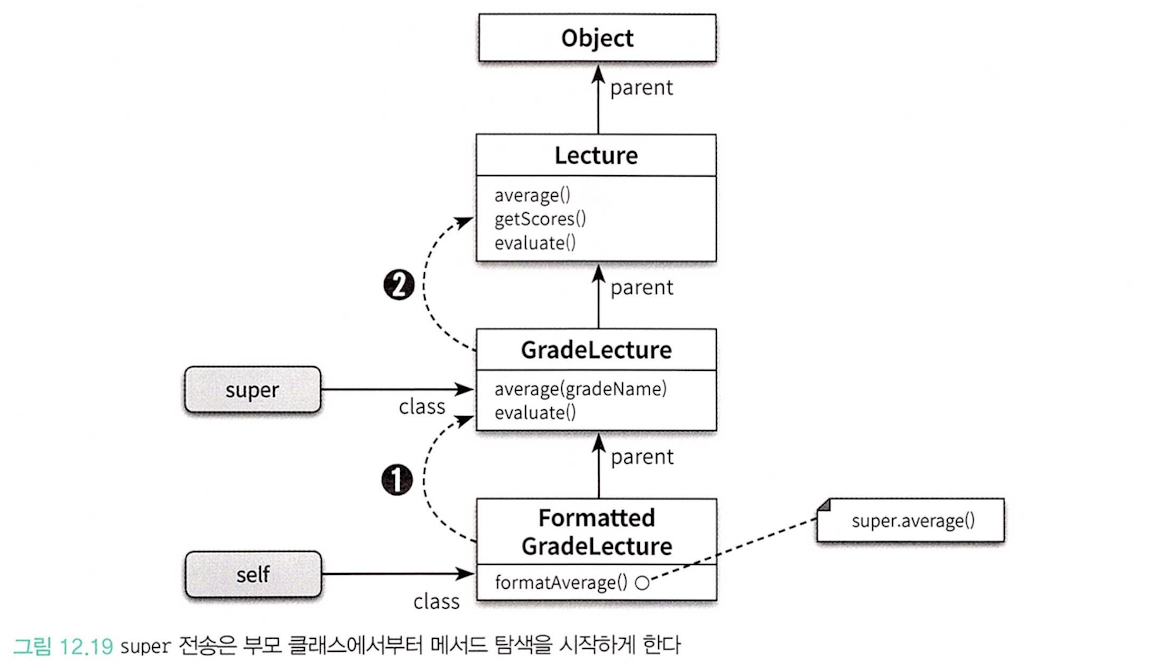 Object
parent
Lecture
average()
getScores()
evaluate()
❷
parent
GradeLecture
super
average(gradeName)
class
evaluate()
parent
❶
Formatted
GradeLecture
super.average()
self
formatAverage()
class
그림 12.19 super 전송은 부모 클래스에서부터 메서드 탐색을 시작하게 한다